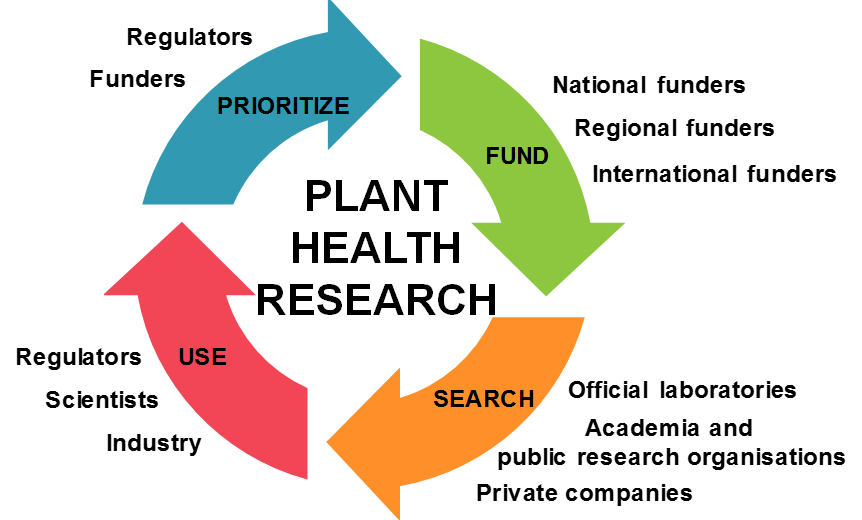 Regulators
Funders
PRIORITIZE
National funders
Regional funders
International funders
FUND
PLANT
HEALTH
RESEARCH
Regulators
Scientists
Industry
USE
SEARCH
Official laboratories
Academia and
public research organisations
Private companies